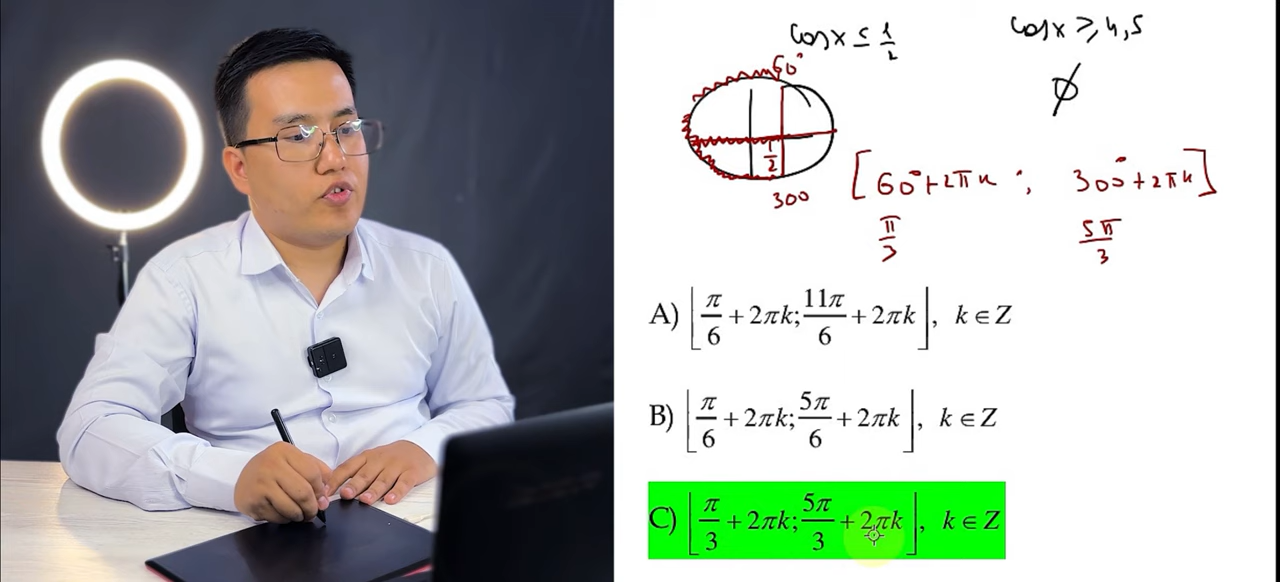 cosx ≤ 1/2
cosx ≥ 4,5
60°
∅
1/2
[60°+2πk ; 300°+2πk]
300
π/3
5π/3
A) [π/6 + 2πk; 11π/6 + 2πk], k ∈ Z
B) [π/6 + 2πk; 5π/6 + 2πk], k ∈ Z
C) [π/3 + 2πk; 5π/3 + 2πk], k ∈ Z